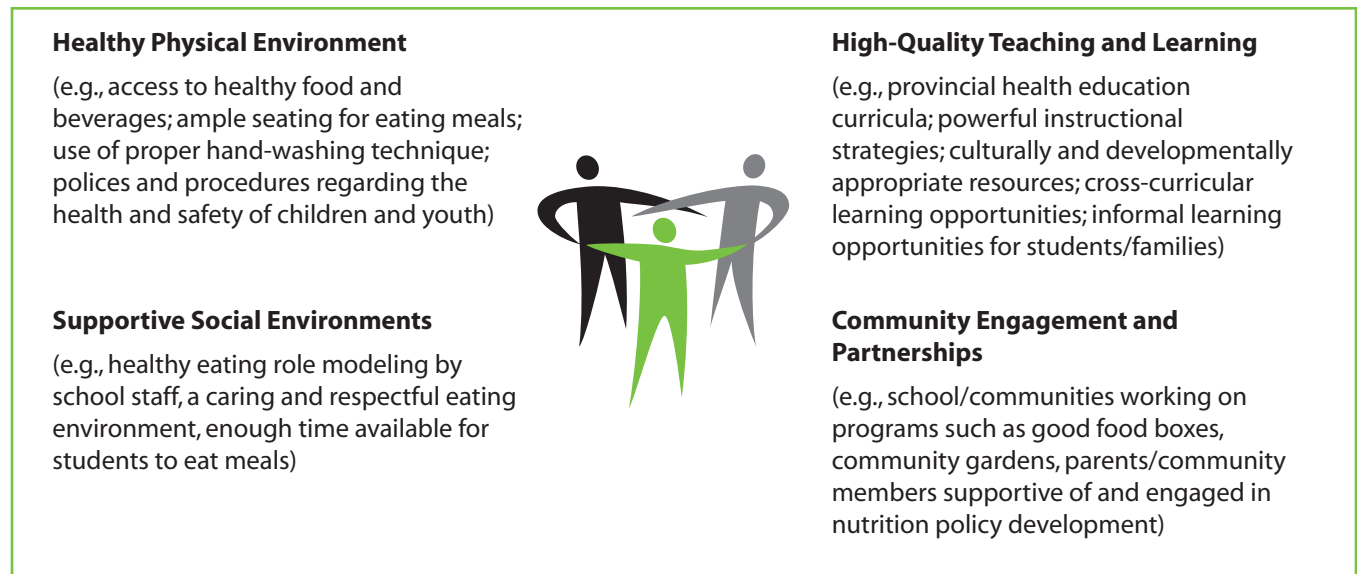 Healthy Physical Environment
(e.g., access to healthy food and
beverages; ample seating for eating meals;
use of proper hand-washing technique;
polices and procedures regarding the
health and safety of children and youth)
Supportive Social Environments
(e.g., healthy eating role modeling by
school staff, a caring and respectful eating
environment, enough time available for
students to eat meals)
High-Quality Teaching and Learning
(e.g., provincial health education
curricula; powerful instructional
strategies; culturally and developmentally
appropriate resources; cross-curricular
learning opportunities; informal learning
opportunities for students/families)
Community Engagement and
Partnerships
(e.g., school/communities working on
programs such as good food boxes,
community gardens, parents/community
members supportive of and engaged in
nutrition policy development)